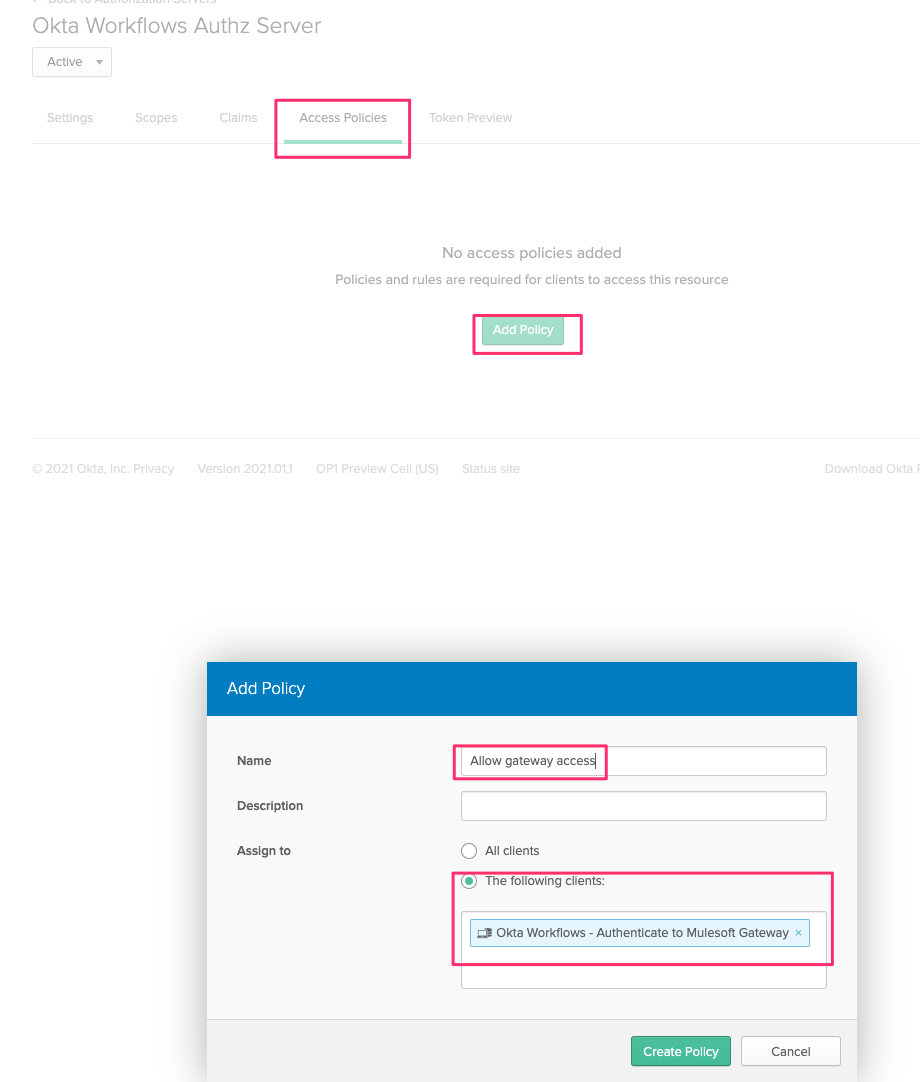 Back to Authorization Servers
Okta Workflows Authz Server
Active
Settings Scopes Claims Access Policies Token Preview
No access policies added
Policies and rules are required for clients to access this resource
Add Policy
© 2021 Okta, Inc. Privacy Version 2021.01.1 OP1 Preview Cell (US) Status site Download Okta
Add Policy
Name Allow gateway access
Description
Assign to All clients
The following clients:
Okta Workflows - Authenticate to Mulesoft Gateway ×
Create Policy Cancel